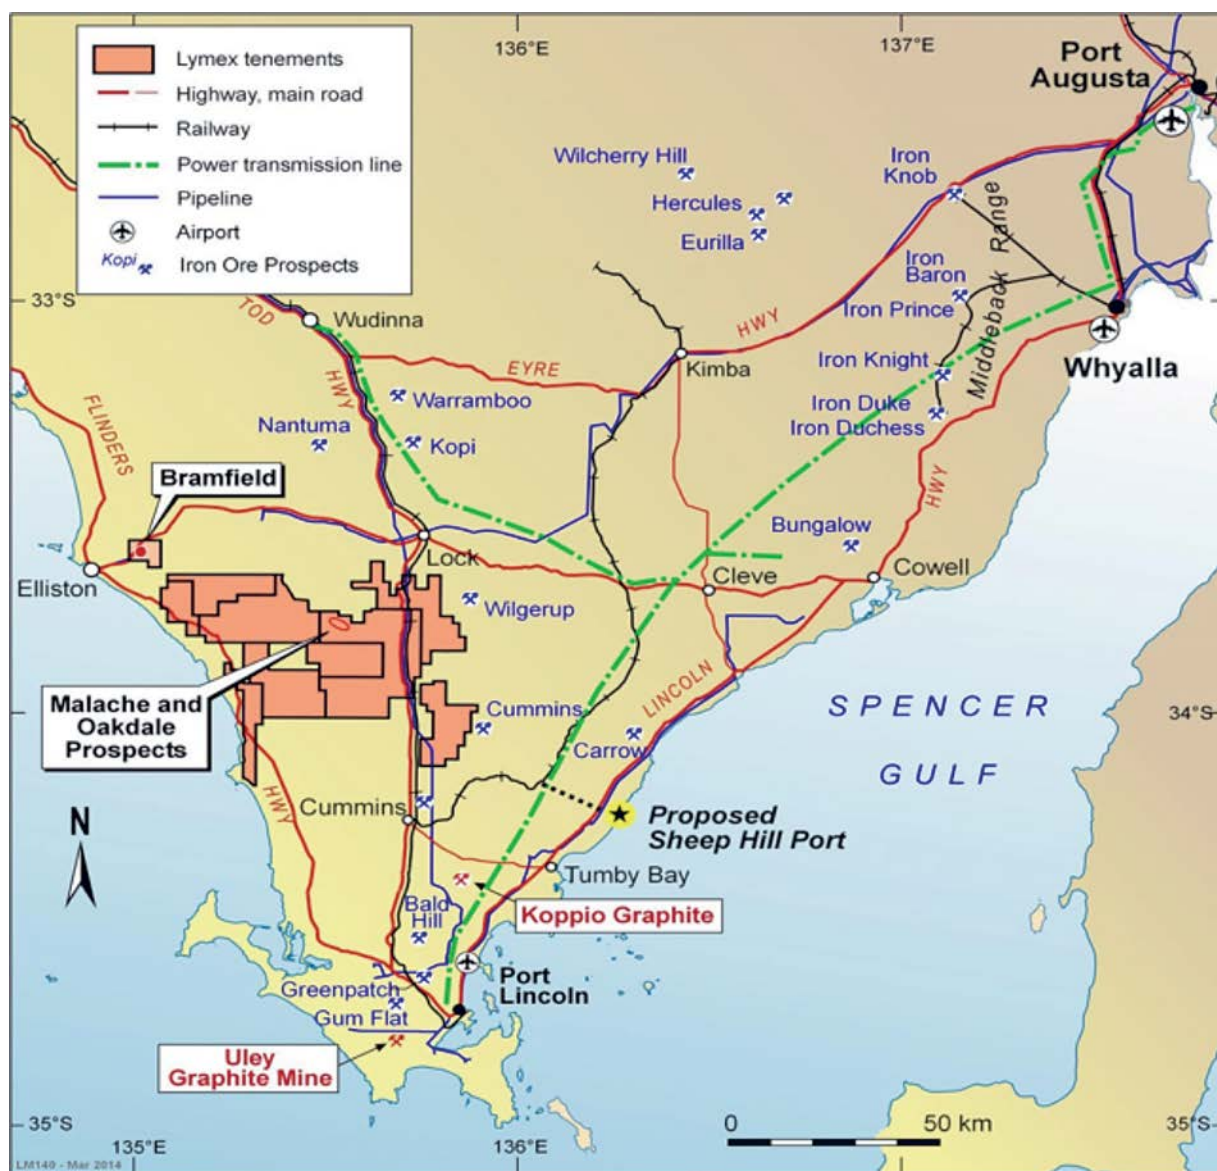 136°E
137°E
Lymex tenements
Highway, main road
Railway
Power transmission line
Pipeline
Airport
Kopi
Iron Ore Prospects
Port
Augusta
Wilcherry Hill
Hercules
Eurilla
Iron
Knob
Iron
Baron
Iron Prince
Middleback Range
33°S
TOD
HWY
Wudinna
EYRE
HWY
Kimba
Iron Knight
Iron Duke
Iron Duchess
Whyalla
FLINDERS
Warramboo
Nantuma
Kopi
Bramfield
HWY
Bungalow
Lock
Elliston
Cleve
Cowell
Wilgerup
Malache and
Oakdale
Prospects
LINCOLN
Cummins
Carrow
SPENCER
GULF
34°S
HWY
N
Cummins
Proposed
Sheep Hill Port
Tumby Bay
Koppio Graphite
Bald
Hill
Port
Lincoln
Greenpatch
Gum Flat
Uley
Graphite Mine
35°S
135°E
136°E
0
50 km
35°S
LM140 - Mar 2014